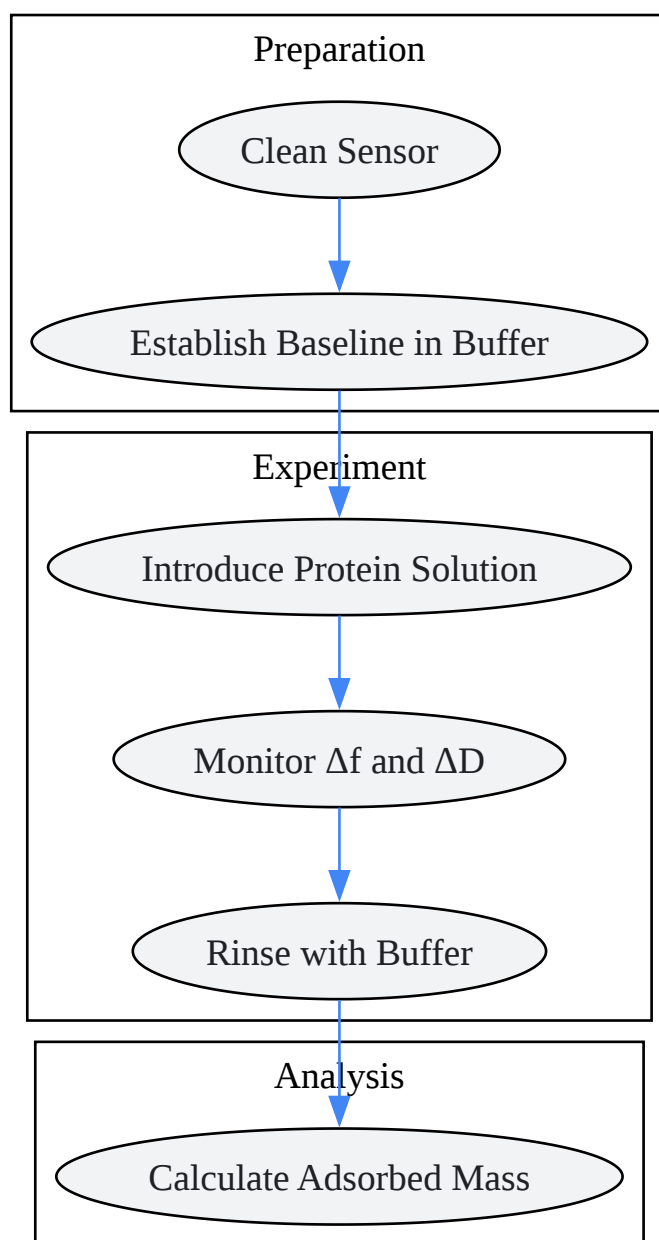 Preparation
Clean Sensor
Establish Baseline in Buffer
Experiment
Introduce Protein Solution
Monitor Δf and ΔD
Rinse with Buffer
Analysis
Calculate Adsorbed Mass